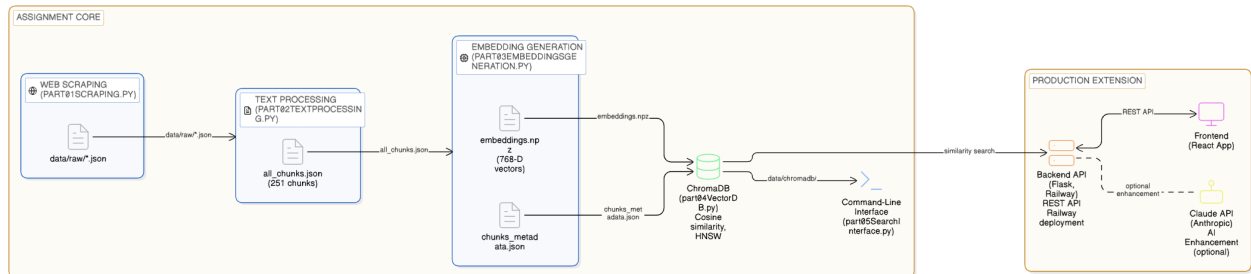 ASSIGNMENT CORE
WEB SCRAPING
(PART01SCRAPING.PY)
data/raw/*.json
data/raw/*.json
TEXT PROCESSING
(PART02TEXTPROCESSIN
G.PY)
all_chunks.json
(251 chunks)
all_chunks.json
EMBEDDING GENERATION
(PART03EMBEDDINGSGE
NERATION.PY)
embeddings.np
z
(768-D
vectors)
chunks_metad
ata.json
embeddings.npz
chunks_met
adata.json
ChromaDB
(part04VectorD
B.py)
Cosine
similarity,
HNSW
similarity search
data/chromadb/
Command-Line
Interface
(part05SearchI
nterface.py)
PRODUCTION EXTENSION
REST API
Frontend
(React App)
Backend API
(Flask,
Railway)
REST API
Railway
deployment
optional
enhancement
Claude API
(Anthropic)
AI
Enhancement
(optional)